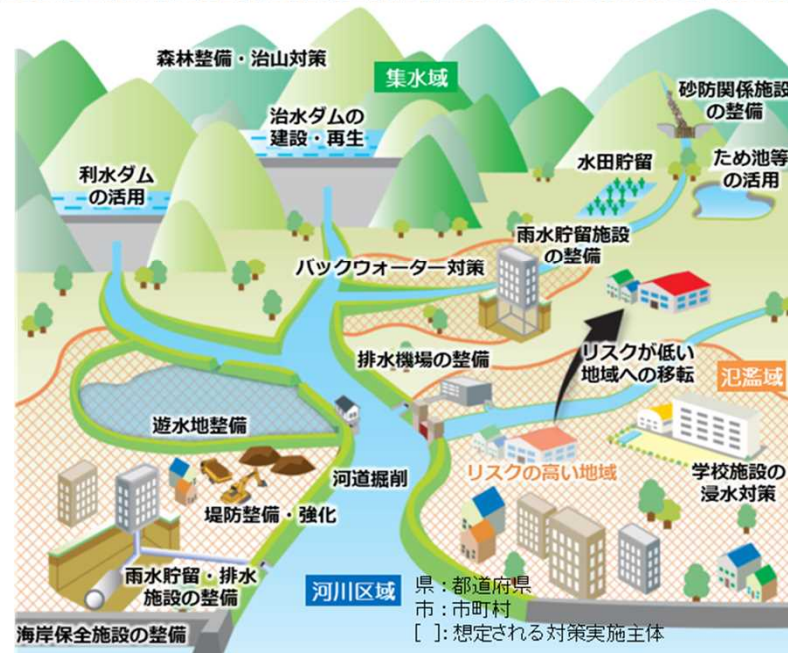 森林整備・治山対策
集水域
砂防関係施設
の整備
治水ダムの
建設・再生
水田貯留
ため池等
の活用
利水ダム
の活用
雨水貯留施設
の整備
バックウォーター対策
排水機場の整備
リスクが低い
地域への移転
氾濫域
遊水地整備
リスクの高い地域
学校施設の
浸水対策
河道掘削
堤防整備・強化
雨水貯留・排水
施設の整備
河川区域
県：都道府県
市：市町村
[ ]：想定される対策実施主体
海岸保全施設の整備